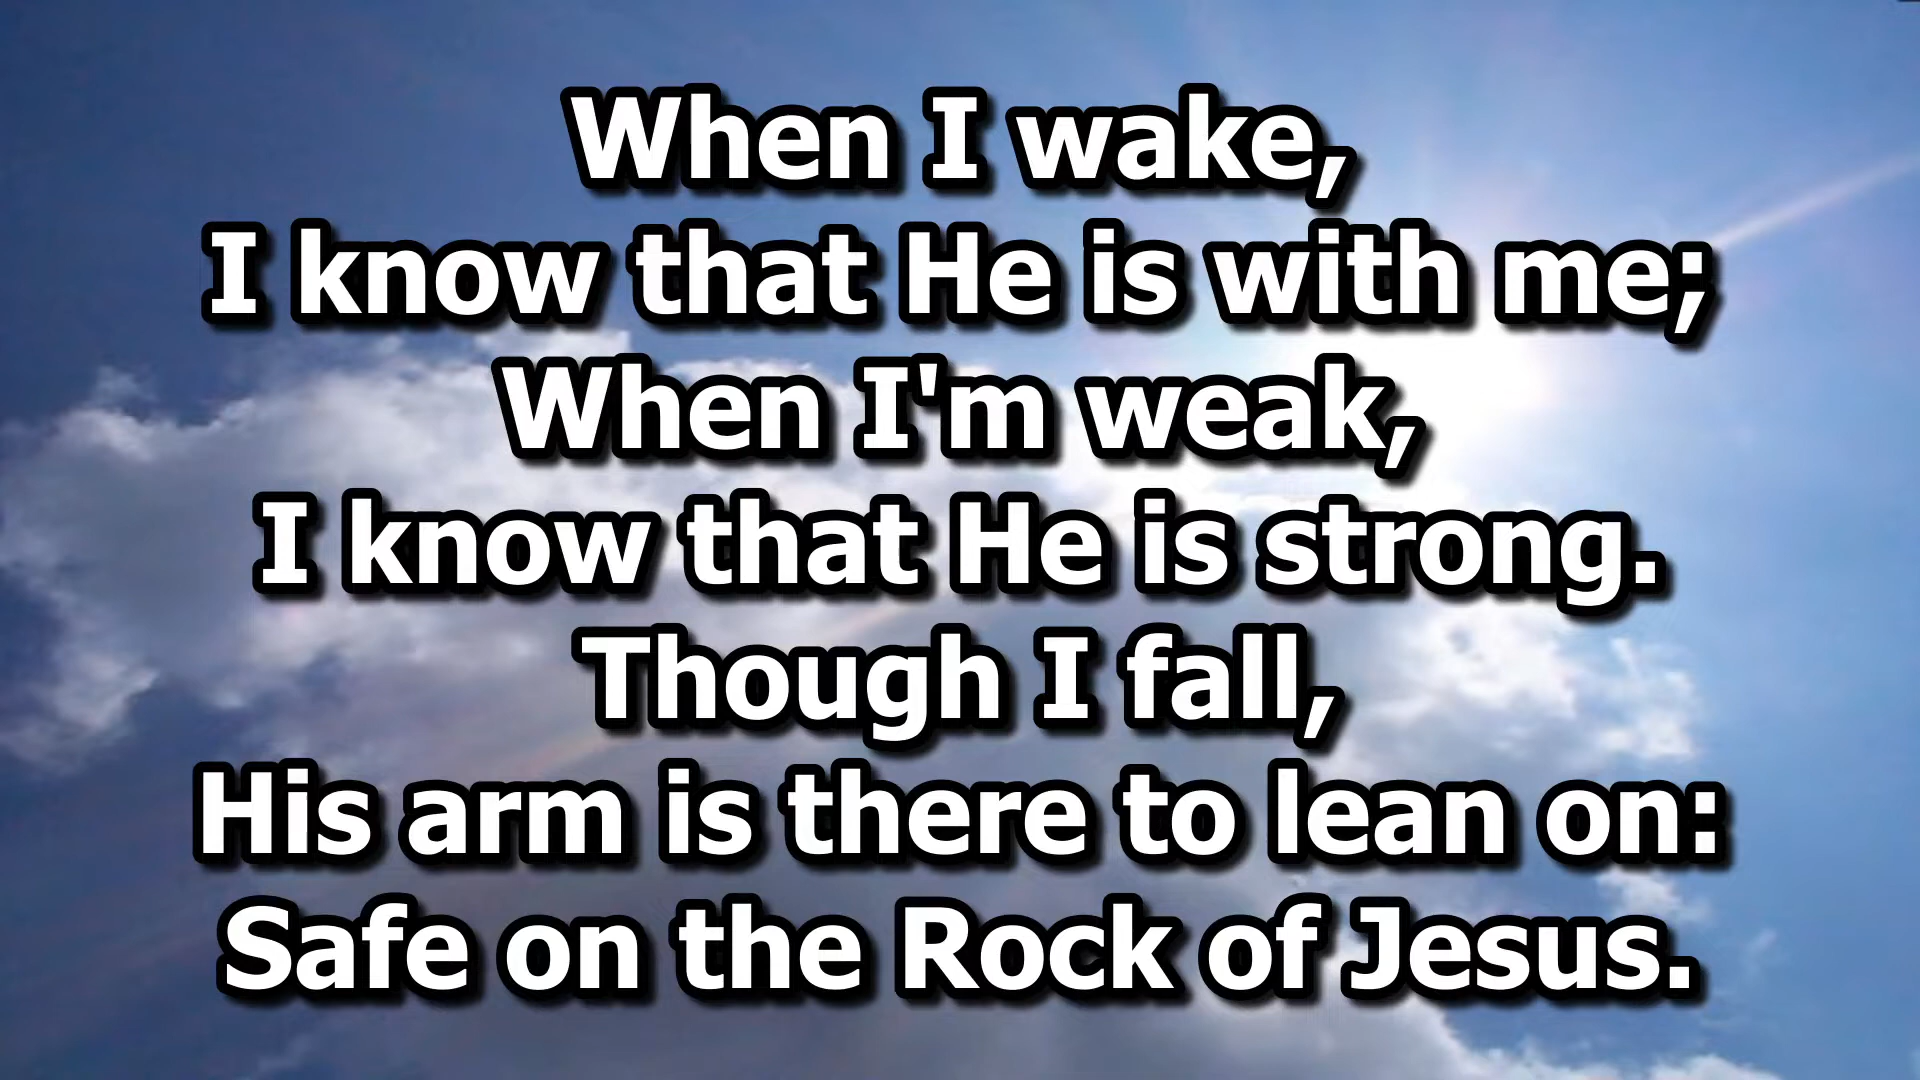 When I wake,
I know that He is with me;
When I'm weak,
I know that He is strong.
Though I fall,
His arm is there to lean on:
Safe on the Rock of Jesus.